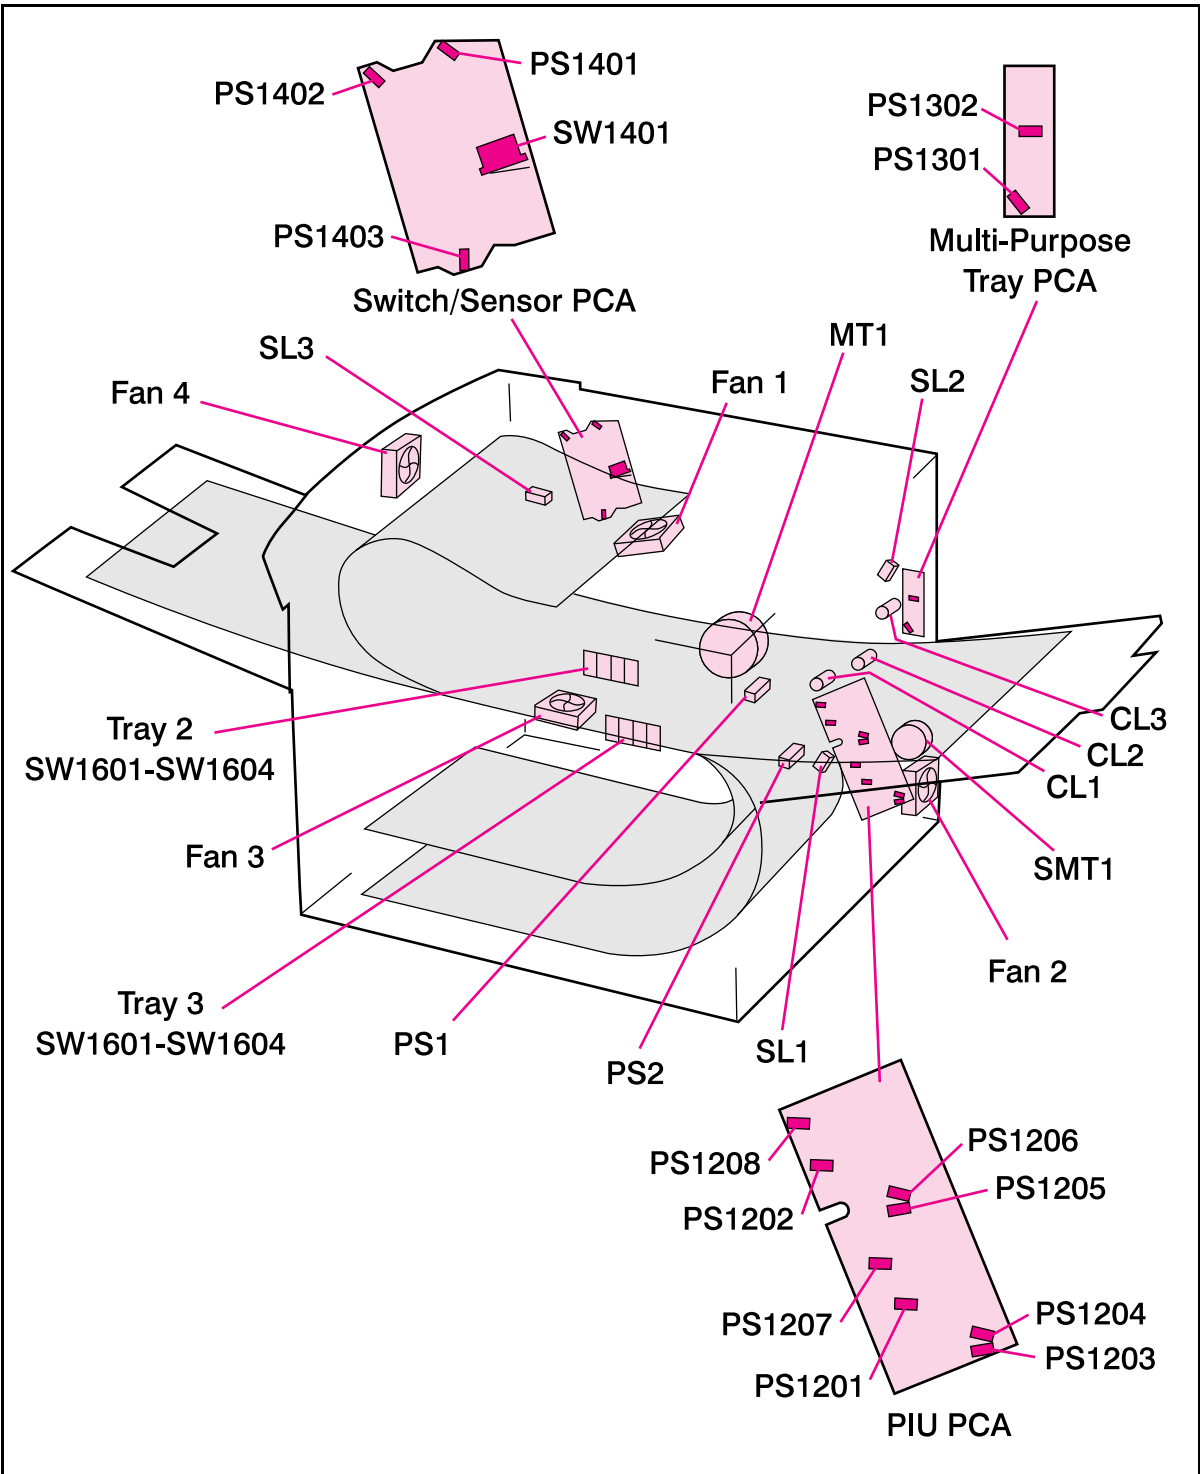 PS1401
PS1402
PS1302
SW1401
PS1301
PS1403
Multi-Purpose
Tray PCA
Switch/Sensor PCA
MT1
SL3
Fan 1
SL2
Fan 4
CL3
Tray 2
SW1601-SW1604
CL2
CL1
Fan 3
SMT1
Fan 2
Tray 3
SW1601-SW1604
PS1
SL1
PS2
PS1206
PS1208
PS1205
PS1202
PS1204
PS1207
PS1203
PS1201
PIU PCA